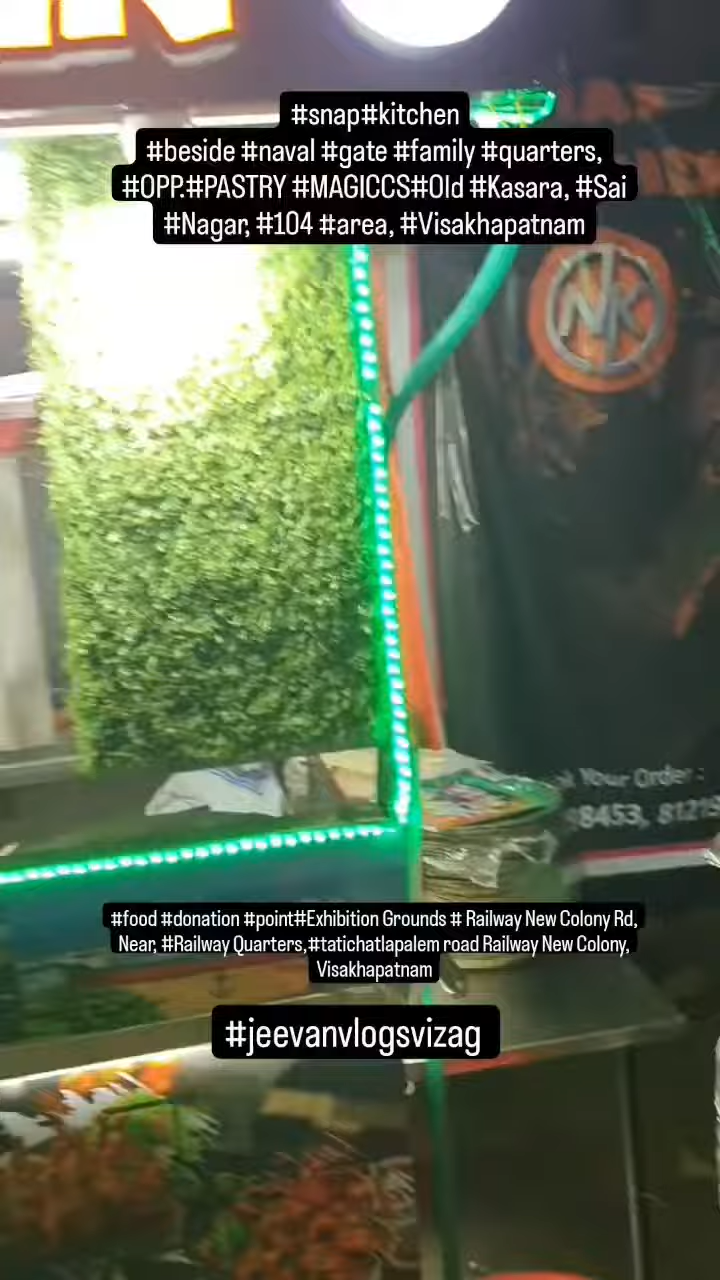 #snap#kitchen
#beside #naval #gate #family #quarters,
#OPP.#PASTRY #MAGICCS#Old #Kasara, #Sai
#Nagar, #104 #area, #Visakhapatnam
NK
Your Order :
8453, 8121
#food #donation #point#Exhibition Grounds # Railway New Colony Rd,
Near, #Railway Quarters,#tatichatlapalem road Railway New Colony,
Visakhapatnam
#jeevanvlogsvizag